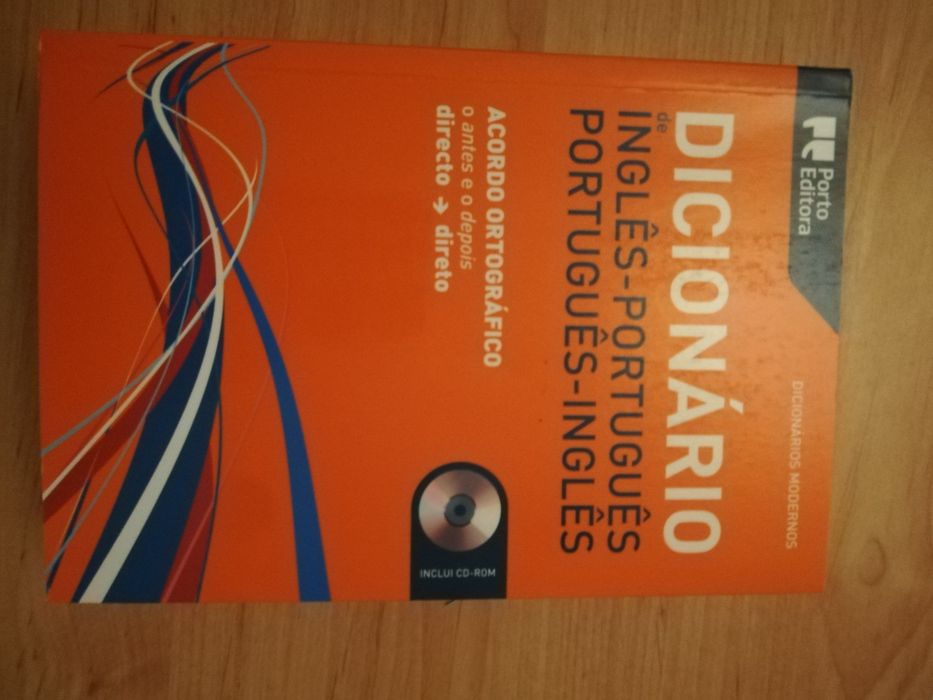 Porto
Editora
DICIONÁRIOS MODERNOS
DICIONÁRIO
de
INGLÊS-PORTUGUÊS
PORTUGUÊS-INGLÊS
ACORDO ORTOGRÁFICO
o antes e o depois
directo → direto
INCLUI CD-ROM